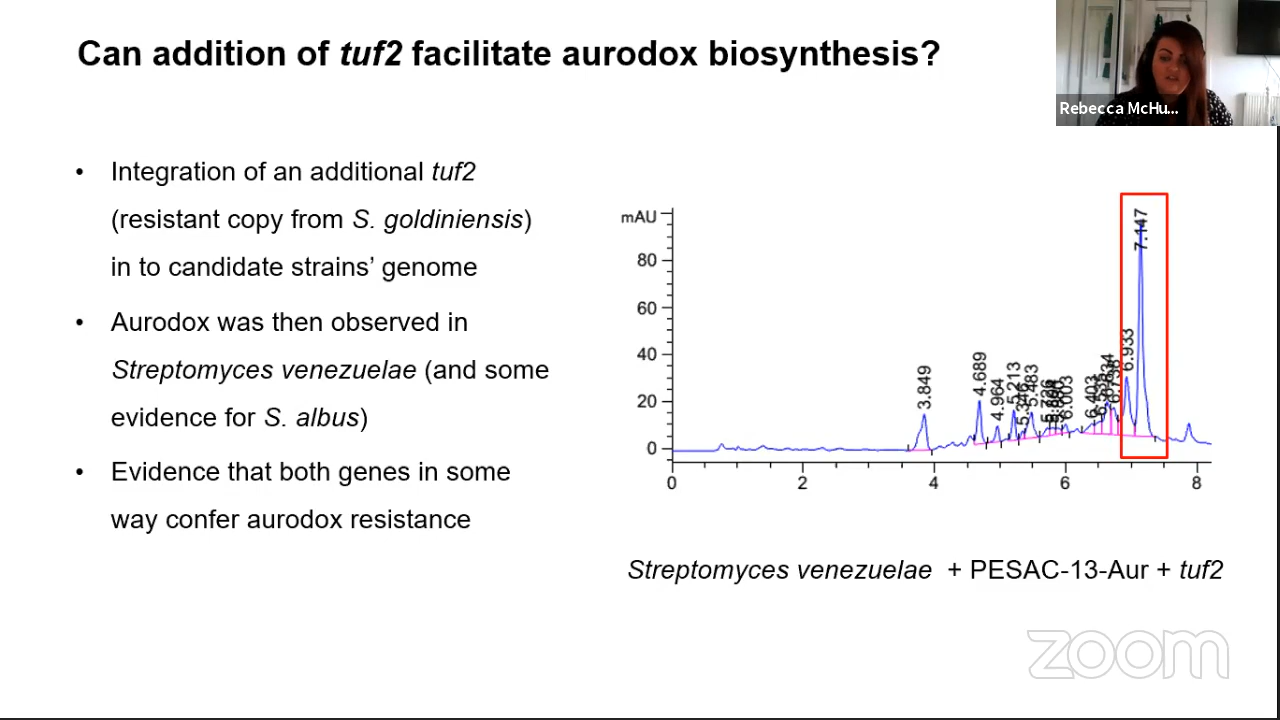 Can addition of tuf2 facilitate aurodox biosynthesis?
Rebecca McHu...
• Integration of an additional tuf2
(resistant copy from S. goldiniensis)
in to candidate strains' genome
• Aurodox was then observed in
Streptomyces venezuelae (and some
evidence for S. albus)
• Evidence that both genes in some
way confer aurodox resistance
mAU
80
60
40
20
0
3.849
4.689
4.964
5.213
5.483
6.003
6.403
6.933
7.147
0 2 4 6 8
Streptomyces venezuelae + PESAC-13-Aur + tuf2
zoom